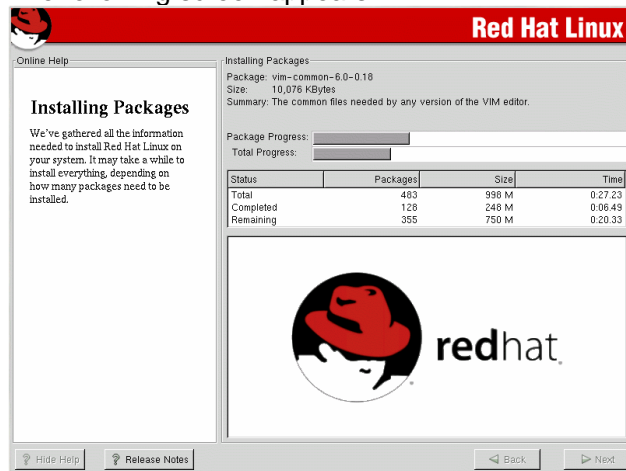 Red Hat Linux
Online Help
Installing Packages
We've gathered all the information
needed to install Red Hat Linux on
your system. It may take a while to
install everything, depending on
how many packages need to be
installed.
Installing Packages
Package: vim-common-6.0-0.18
Size: 10,076 KBytes
Summary: The common files needed by any version of the VIM editor.
Package Progress:
Total Progress:
Status Packages Size Time
Total 483 998 M 0:27.23
Completed 128 248 M 0:06.49
Remaining 355 750 M 0:20.33
redhat.
Hide Help Release Notes Back Next